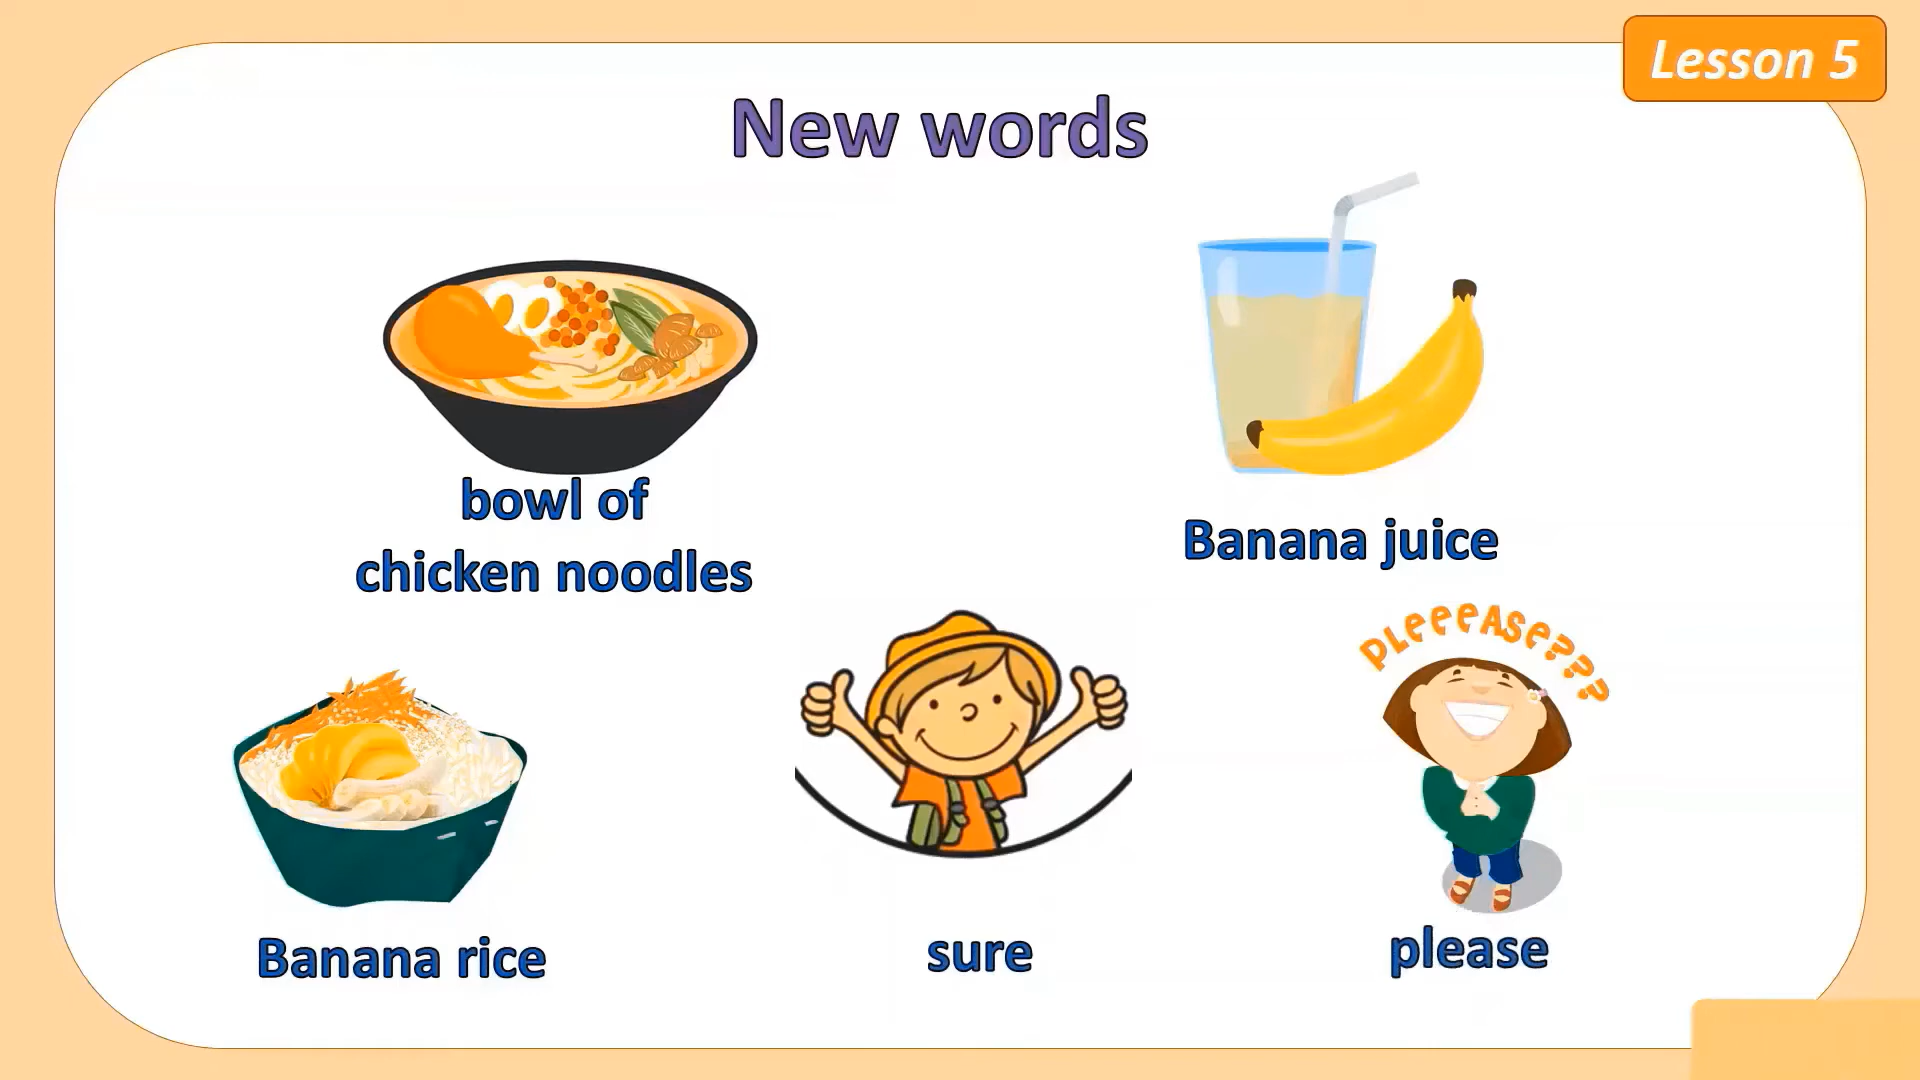 Lesson 5
New words
bowl of
chicken noodles
Banana juice
PLeeeASe???
Banana rice
sure
please